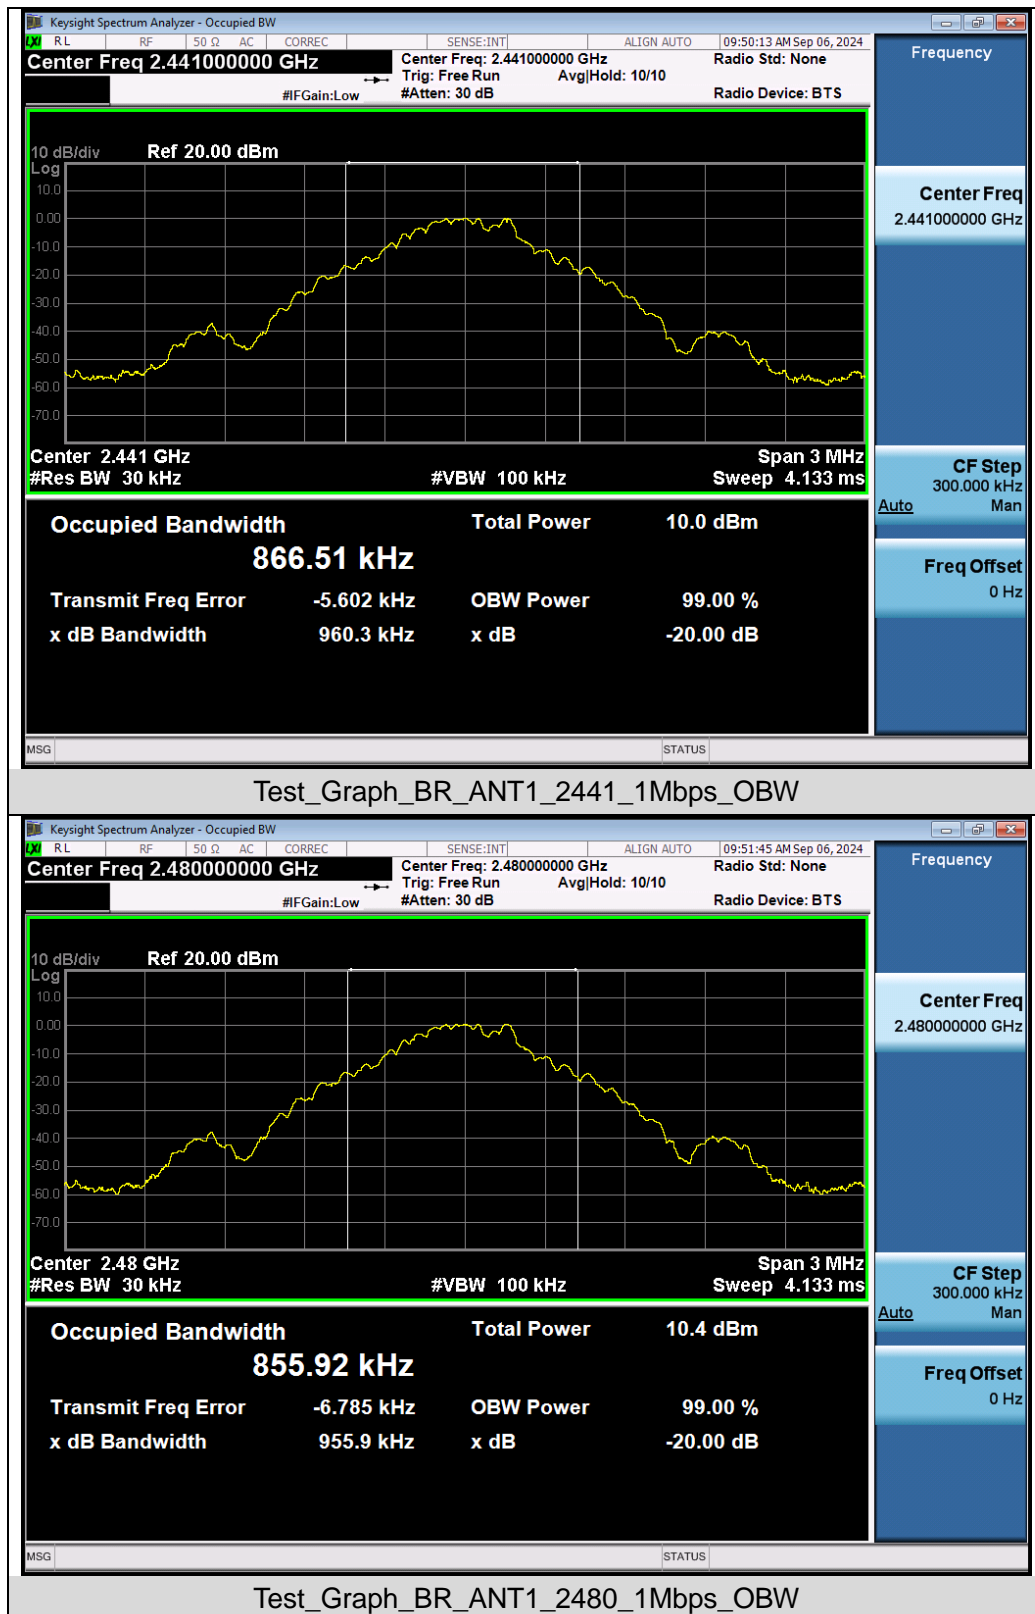 Keysight Spectrum Analyzer - Occupied BW
LXI RL RF 50 Ω AC CORREC SENSE:INT ALIGN AUTO 09:50:13 AM Sep 06, 2024
Center Freq 2.441000000 GHz Center Freq: 2.441000000 GHz Radio Std: None Frequency
Trig: Free Run Avg|Hold: 10/10
#IFGain:Low #Atten: 30 dB Radio Device: BTS
10 dB/div Ref 20.00 dBm
Log
10.0
0.00
-10.0
-20.0
-30.0
-40.0
-50.0
-60.0
-70.0
Center Freq
2.441000000 GHz
Center 2.441 GHz Span 3 MHz
#Res BW 30 kHz #VBW 100 kHz Sweep 4.133 ms
CF Step
300.000 kHz
Auto Man
Occupied Bandwidth Total Power 10.0 dBm
866.51 kHz
Freq Offset
0 Hz
Transmit Freq Error -5.602 kHz OBW Power 99.00 %
x dB Bandwidth 960.3 kHz x dB -20.00 dB
MSG STATUS
Test_Graph_BR_ANT1_2441_1Mbps_OBW
Keysight Spectrum Analyzer - Occupied BW
LXI RL RF 50 Ω AC CORREC SENSE:INT ALIGN AUTO 09:51:45 AM Sep 06, 2024
Center Freq 2.480000000 GHz Center Freq: 2.480000000 GHz Radio Std: None Frequency
Trig: Free Run Avg|Hold: 10/10
#IFGain:Low #Atten: 30 dB Radio Device: BTS
10 dB/div Ref 20.00 dBm
Log
10.0
0.00
-10.0
-20.0
-30.0
-40.0
-50.0
-60.0
-70.0
Center Freq
2.480000000 GHz
Center 2.48 GHz Span 3 MHz
#Res BW 30 kHz #VBW 100 kHz Sweep 4.133 ms
CF Step
300.000 kHz
Auto Man
Occupied Bandwidth Total Power 10.4 dBm
855.92 kHz
Freq Offset
0 Hz
Transmit Freq Error -6.785 kHz OBW Power 99.00 %
x dB Bandwidth 955.9 kHz x dB -20.00 dB
MSG STATUS
Test_Graph_BR_ANT1_2480_1Mbps_OBW